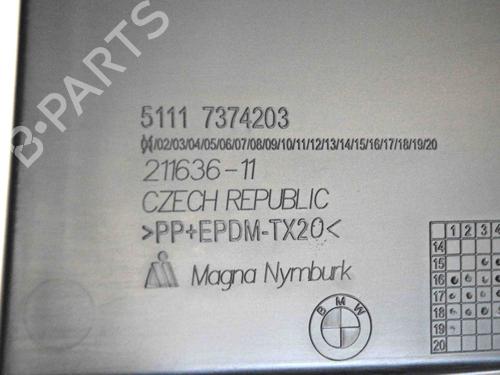 B-PARTS
5111 7374203
01/02/03/04/05/06/07/08/09/10/11/12/13/14/15/16/17/18/19/20
211636-11
CZECH REPUBLIC
>PP+EPDM-TX20<
Magna Nymburk
BMW
1 2 3 4
14
15
16
17
18
19
20